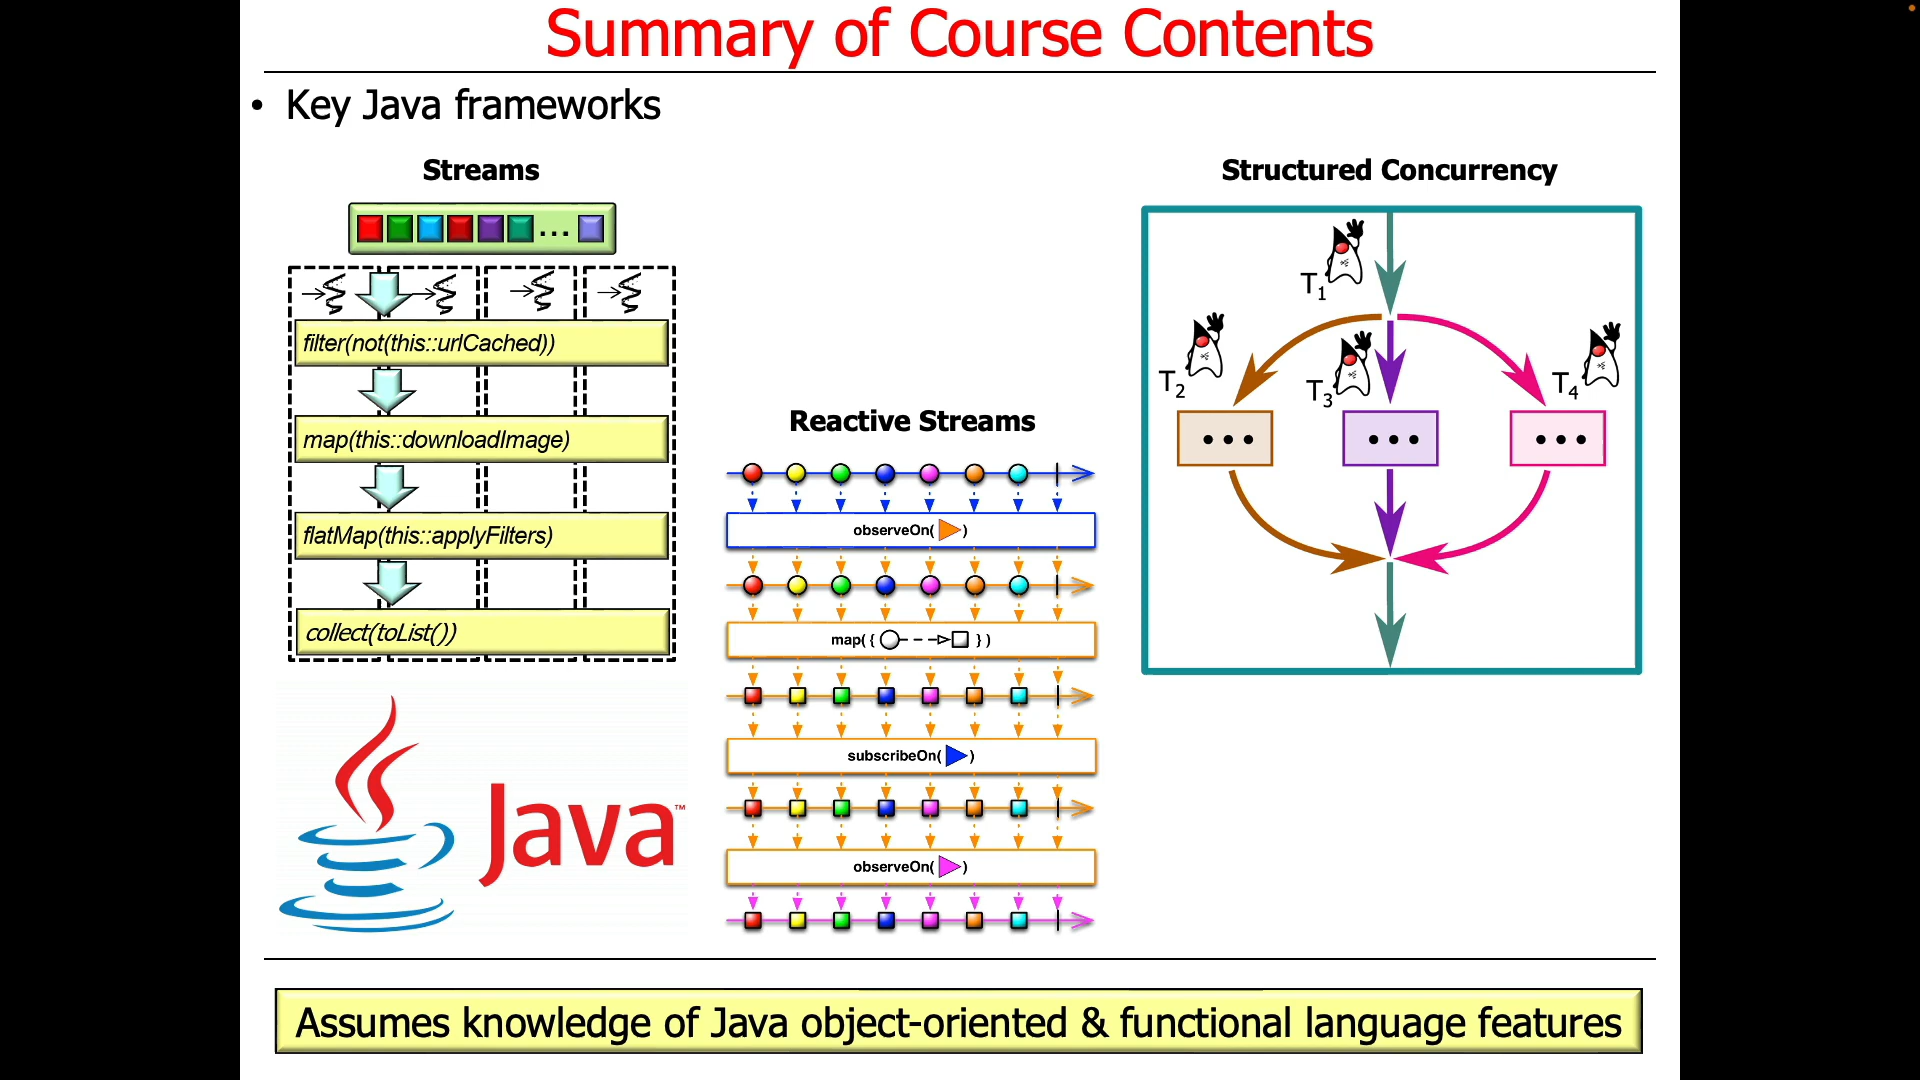 Summary of Course Contents
• Key Java frameworks
Streams
...
filter(not(this::urlCached))
map(this::downloadImage)
flatMap(this::applyFilters)
collect(toList())
Java™
Reactive Streams
observeOn( )
map( { } )
subscribeOn( )
observeOn( )
Structured Concurrency
T1
T2
T3
T4
Assumes knowledge of Java object-oriented & functional language features